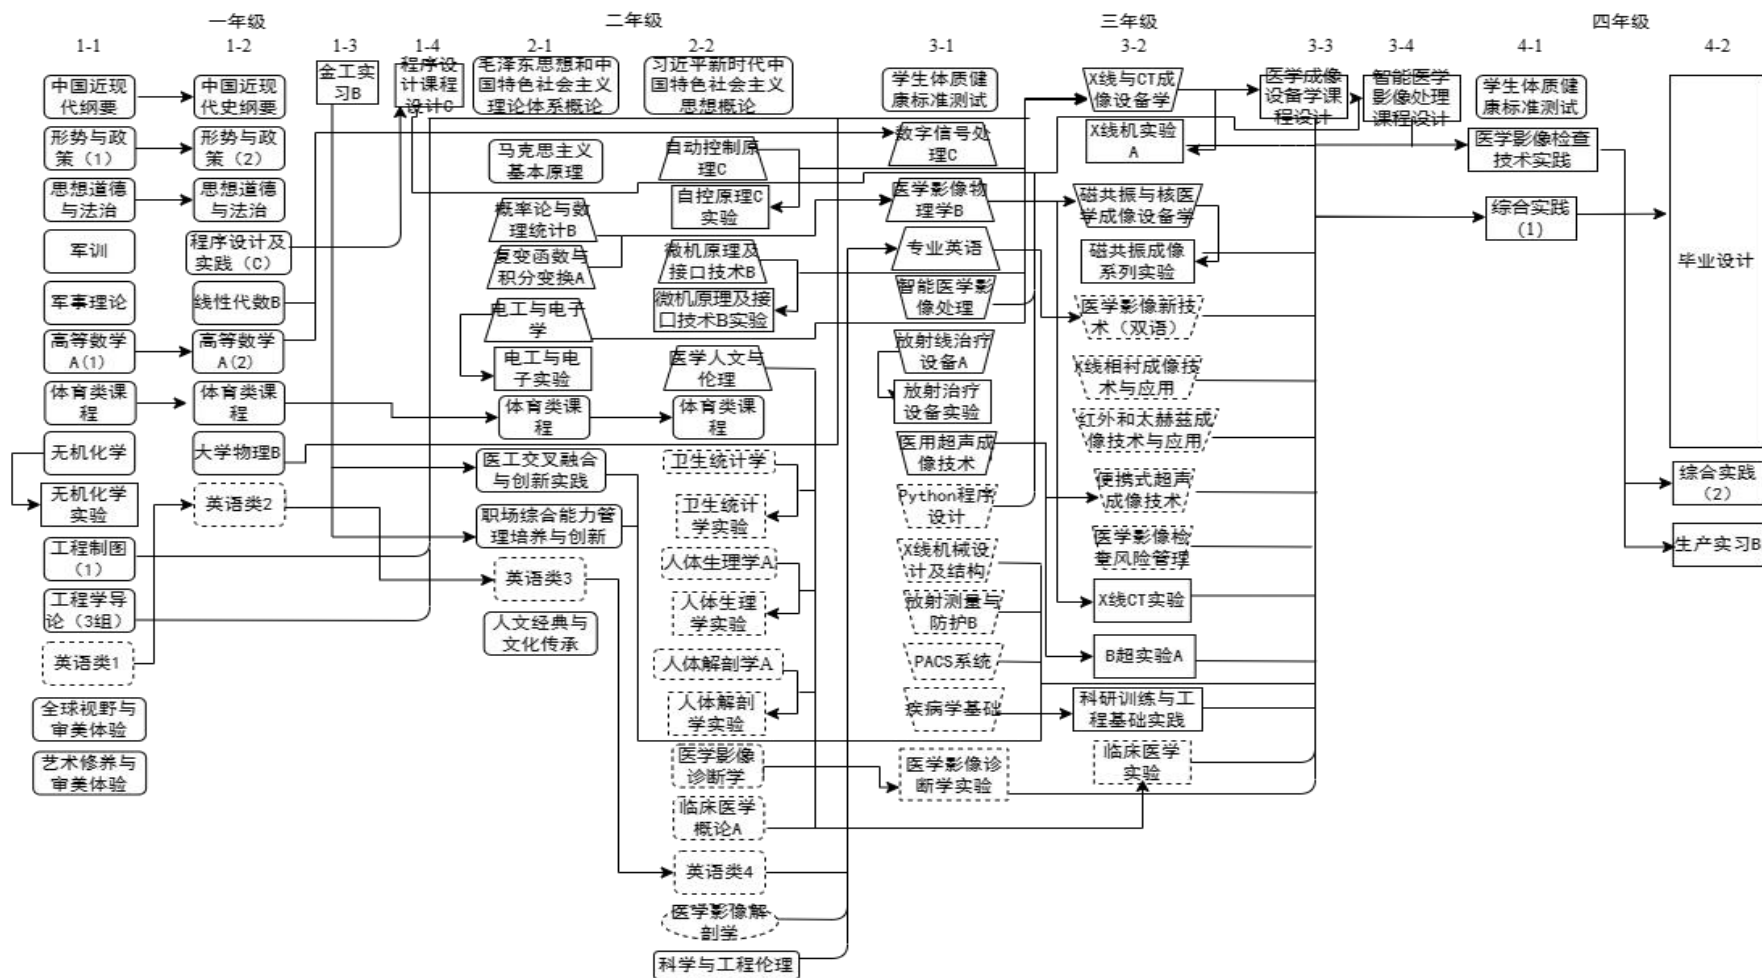 一年级
二年级
三年级
四年级
1-1
1-2
1-3
1-4
2-1
2-2
3-1
3-2
3-3
3-4
4-1
4-2
中国近现
代纲要
形势与政
策（1）
思想道德
与法治
军训
军事理论
高等数学
A(1)
体育类课
程
无机化学
无机化学
实验
工程制图
（1）
工程学导
论（3组）
英语类1
全球视野与
审美体验
艺术修养与
审美体验
中国近现
代史纲要
形势与政
策（2）
思想道德
与法治
程序设计及
实践（C）
线性代数B
高等数学
A(2)
体育类课
程
大学物理B
英语类2
金工实
习B
程序设
计课程
设计C
毛泽东思想和中
国特色社会主义
理论体系概论
马克思主义
基本原理
概率论与数
理统计B
复变函数与
积分变换A
电工与电子
学
电工与电
子实验
体育类课
程
医工交叉融合
与创新实践
职场综合能力管
理培养与创新
英语类3
人文经典与
文化传承
习近平新时代中
国特色社会主义
思想概论
自动控制原
理C
自控原理C
实验
微机原理及
接口技术B
微机原理及接
口技术B实验
医学人文与
伦理
体育类课
程
卫生统计学
卫生统计
学实验
人体生理学A
人体生理
学实验
人体解剖学A
人体解剖
学实验
医学影像
诊断学
临床医学
概论A
英语类4
医学影像解
剖学
科学与工程伦理
学生体质健
康标准测试
数字信号处
理C
医学影像物
理学B
专业英语
智能医学影
像处理
放射线治疗
设备A
放射治疗
设备实验
医用超声成
像技术
Python程序
设计
X线机械设
计及结构
放射测量与
防护B
PACS系统
疾病学基础
医学影像诊
断学实验
X线与CT成
像设备学
X线机实验
A
磁共振与核医
学成像设备学
磁共振成像
系列实验
医学影像新技
术（双语）
X线相衬成像技
术与应用
红外和太赫兹成
像技术与应用
便携式超声
成像技术
医学影像检
查风险管理
X线CT实验
B超实验A
科研训练与工
程基础实践
临床医学
实验
医学成像
设备学课
程设计
智能医学
影像处理
课程设计
学生体质健
康标准测试
医学影像检查
技术实践
综合实践
(1)
毕业设计
综合实践
（2）
生产实习B